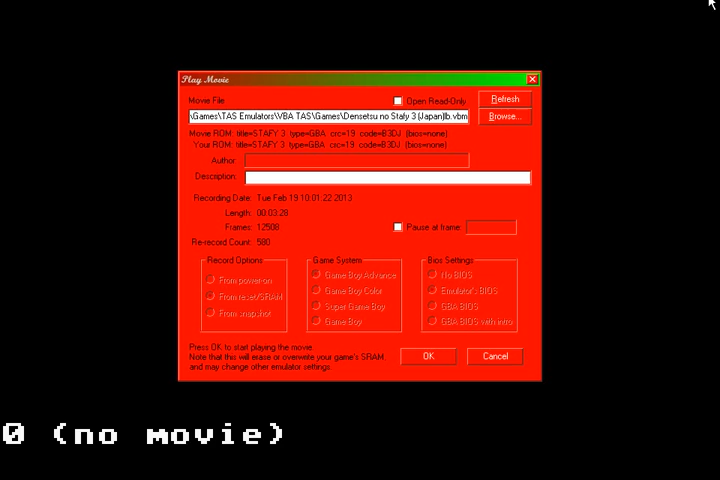 Play Movie
Movie File
Open Read-Only
Refresh
\Games\TAS Emulators\VBA TAS\Games\Densetsu no Stafy 3 (Japan)lb.vbm
Browse...
Movie ROM: title=STAFY 3 type=GBA crc=19 code=B3DJ (bios=none)
Your ROM: title=STAFY 3 type=GBA crc=19 code=B3DJ (bios=none)
Author:
Description:
Recording Date: Tue Feb 19 10:01:22 2013
Length: 00:03:28
Frames: 12508
Pause at frame:
Re-record Count: 580
Record Options
Game System
Bios Settings
From power-on
Game Boy Advance
No BIOS
From reset/SRAM
Game Boy Color
Emulator's BIOS
From snapshot
Super Game Boy
GBA BIOS
Game Boy
GBA BIOS with intro
Press OK to start playing the movie.
Note that this will erase or overwrite your game's SRAM
and may change other emulator settings.
OK
Cancel
0 (no movie)